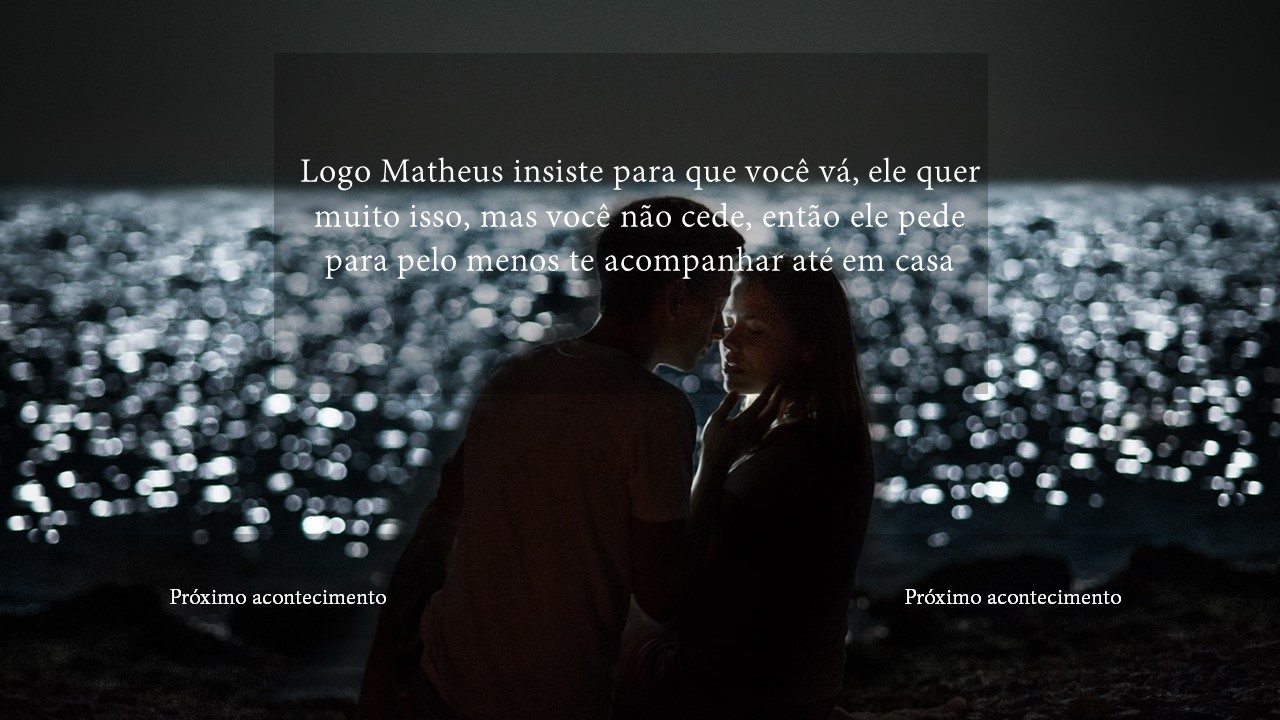 Logo Matheus insiste para que você vá, ele quer
muito isso, mas você não cede, então ele pede
para pelo menos te acompanhar até em casa
Próximo acontecimento
Próximo acontecimento